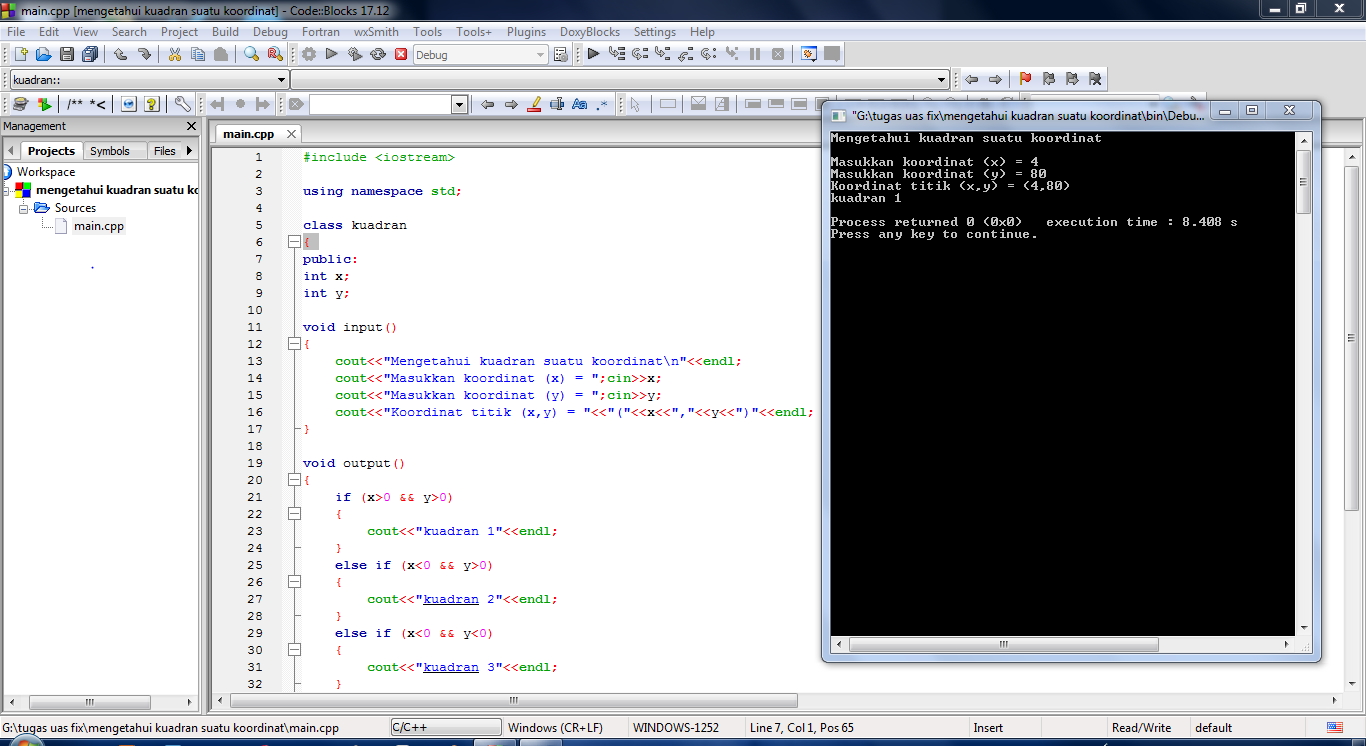 main.cpp [mengetahui kuadran suatu koordinat] - Code::Blocks 17.12
File Edit View Search Project Build Debug Fortran wxSmith Tools Tools+ Plugins DoxyBlocks Settings Help
Debug
kuadran::
/** *<
Management
Projects Symbols Files
Workspace
mengetahui kuadran suatu ko
Sources
main.cpp
main.cpp
1 #include <iostream>
2
3 using namespace std;
4
5 class kuadran
6 {
7 public:
8 int x;
9 int y;
10
11 void input()
12 {
13 cout<<"Mengetahui kuadran suatu koordinat\n"<<endl;
14 cout<<"Masukkan koordinat (x) = ";cin>>x;
15 cout<<"Masukkan koordinat (y) = ";cin>>y;
16 cout<<"Koordinat titik (x,y) = "<<"("<<x<<","<<y<<")"<<endl;
17 }
18
19 void output()
20 {
21 if (x>0 && y>0)
22 {
23 cout<<"kuadran 1"<<endl;
24 }
25 else if (x<0 && y>0)
26 {
27 cout<<"kuadran 2"<<endl;
28 }
29 else if (x<0 && y<0)
30 {
31 cout<<"kuadran 3"<<endl;
32 }
"G:\tugas uas fix\mengetahui kuadran suatu koordinat\bin\Debu...
Mengetahui kuadran suatu koordinat
Masukkan koordinat (x) = 4
Masukkan koordinat (y) = 80
Koordinat titik (x,y) = (4,80)
kuadran 1
Process returned 0 (0x0) execution time : 8.408 s
Press any key to continue.
G:\tugas uas fix\mengetahui kuadran suatu koordinat\main.cpp C/C++ Windows (CR+LF) WINDOWS-1252 Line 7, Col 1, Pos 65 Insert Read/Write default